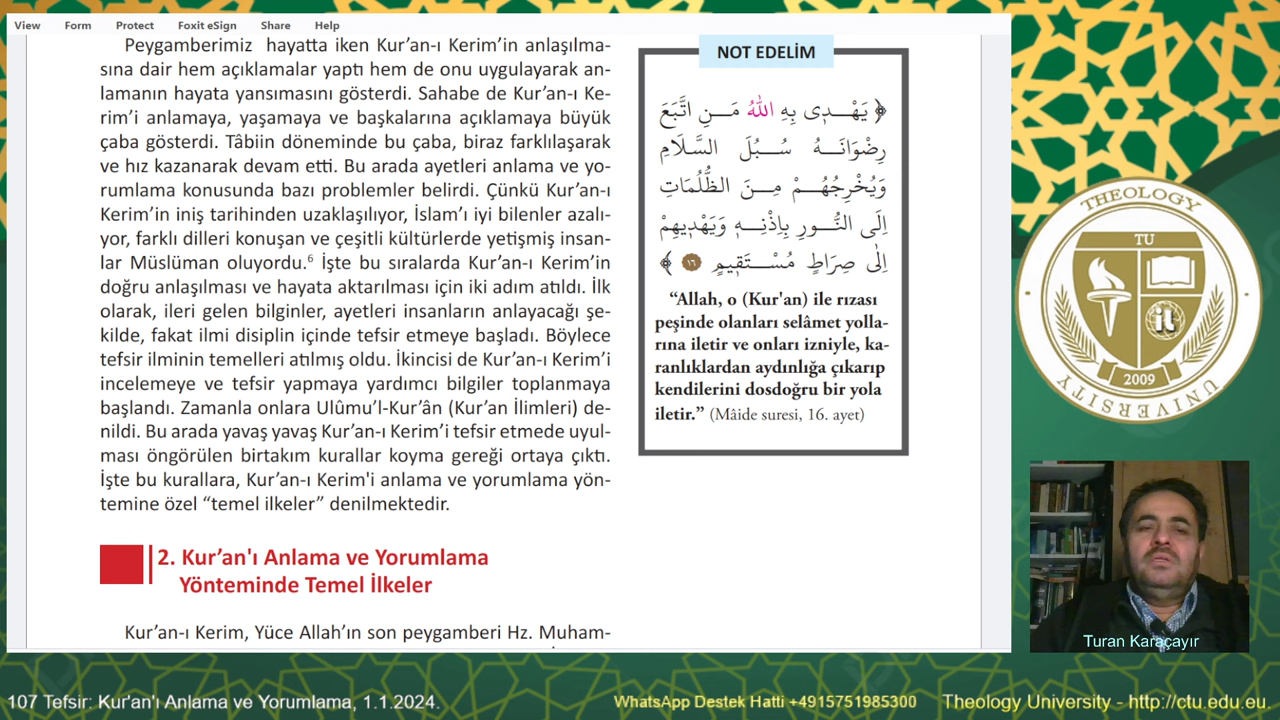 View Form Protect Foxit eSign Share Help
Peygamberimiz hayatta iken Kur’an-ı Kerim’in anlaşılma-
sına dair hem açıklamalar yaptı hem de onu uygulayarak an-
lamanın hayata yansımasını gösterdi. Sahabe de Kur’an-ı Ke-
rim’i anlamaya, yaşamaya ve başkalarına açıklamaya büyük
çaba gösterdi. Tâbiin döneminde bu çaba, biraz farklılaşarak
ve hız kazanarak devam etti. Bu arada ayetleri anlama ve yo-
rumlama konusunda bazı problemler belirdi. Çünkü Kur’an-ı
Kerim’in iniş tarihinden uzaklaşılıyor, İslam’ı iyi bilenler azalı-
yor, farklı dilleri konuşan ve çeşitli kültürlerde yetişmiş insan-
lar Müslüman oluyordu.⁶ İşte bu sıralarda Kur’an-ı Kerim’in
doğru anlaşılması ve hayata aktarılması için iki adım atıldı. İlk
olarak, ileri gelen bilginler, ayetleri insanların anlayacağı şe-
kilde, fakat ilmi disiplin içinde tefsir etmeye başladı. Böylece
tefsir ilminin temelleri atılmış oldu. İkincisi de Kur’an-ı Kerim’i
incelemeye ve tefsir yapmaya yardımcı bilgiler toplanmaya
başlandı. Zamanla onlara Ulûmu’l-Kur’ân (Kur’an İlimleri) de-
nildi. Bu arada yavaş yavaş Kur’an-ı Kerim’i tefsir etmede uyul-
ması öngörülen birtakım kurallar koyma gereği ortaya çıktı.
İşte bu kurallara, Kur’an-ı Kerim'i anlama ve yorumlama yön-
temine özel “temel ilkeler” denilmektedir.
2. Kur’an'ı Anlama ve Yorumlama
Yönteminde Temel İlkeler
Kur’an-ı Kerim, Yüce Allah’ın son peygamberi Hz. Muham-
NOT EDELİM
﴿ يَهْـــدٖى بِهِ اللّٰهُ مَـــنِ اتَّبَعَ
رِضْوَانَـــهُ سُـــبُلَ السَّـــلَامِ
وَيُخْرِجُهُـــمْ مِـــنَ الظُّلُمَاتِ
اِلَى النُّـــورِ بِاِذْنِـــهٖ وَيَهْدٖيهِمْ
اِلٰى صِرَاطٍ مُسْـــتَقٖيمٍ ١٦ ﴾
“Allah, o (Kur'an) ile rızası
peşinde olanları selâmet yolla-
rına iletir ve onları izniyle, ka-
ranlıklardan aydınlığa çıkarıp
kendilerini dosdoğru bir yola
iletir.” (Mâide suresi, 16. ayet)
THEOLOGY
TU
it
2009
UNIVERSITY
Turan Karaçayır
107 Tefsir: Kur'an'ı Anlama ve Yorumlama, 1.1.2024.
WhatsApp Destek Hatti +4915751985300
Theology University - http://ctu.edu.eu.